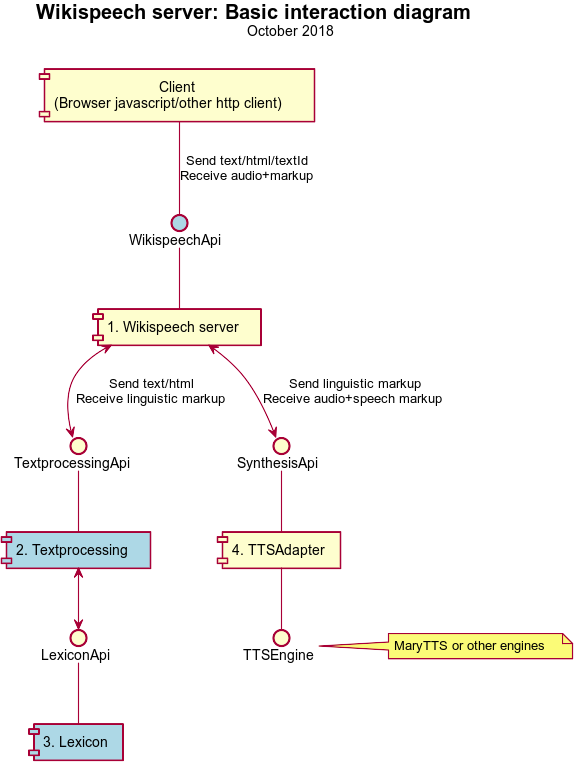 Wikispeech server: Basic interaction diagram
October 2018
Client
(Browser javascript/other http client)
Send text/html/textId
Receive audio+markup
WikispeechApi
1. Wikispeech server
Send text/html
Receive linguistic markup
Send linguistic markup
Receive audio+speech markup
TextprocessingApi
SynthesisApi
2. Textprocessing
4. TTSAdapter
LexiconApi
TTSEngine
MaryTTS or other engines
3. Lexicon